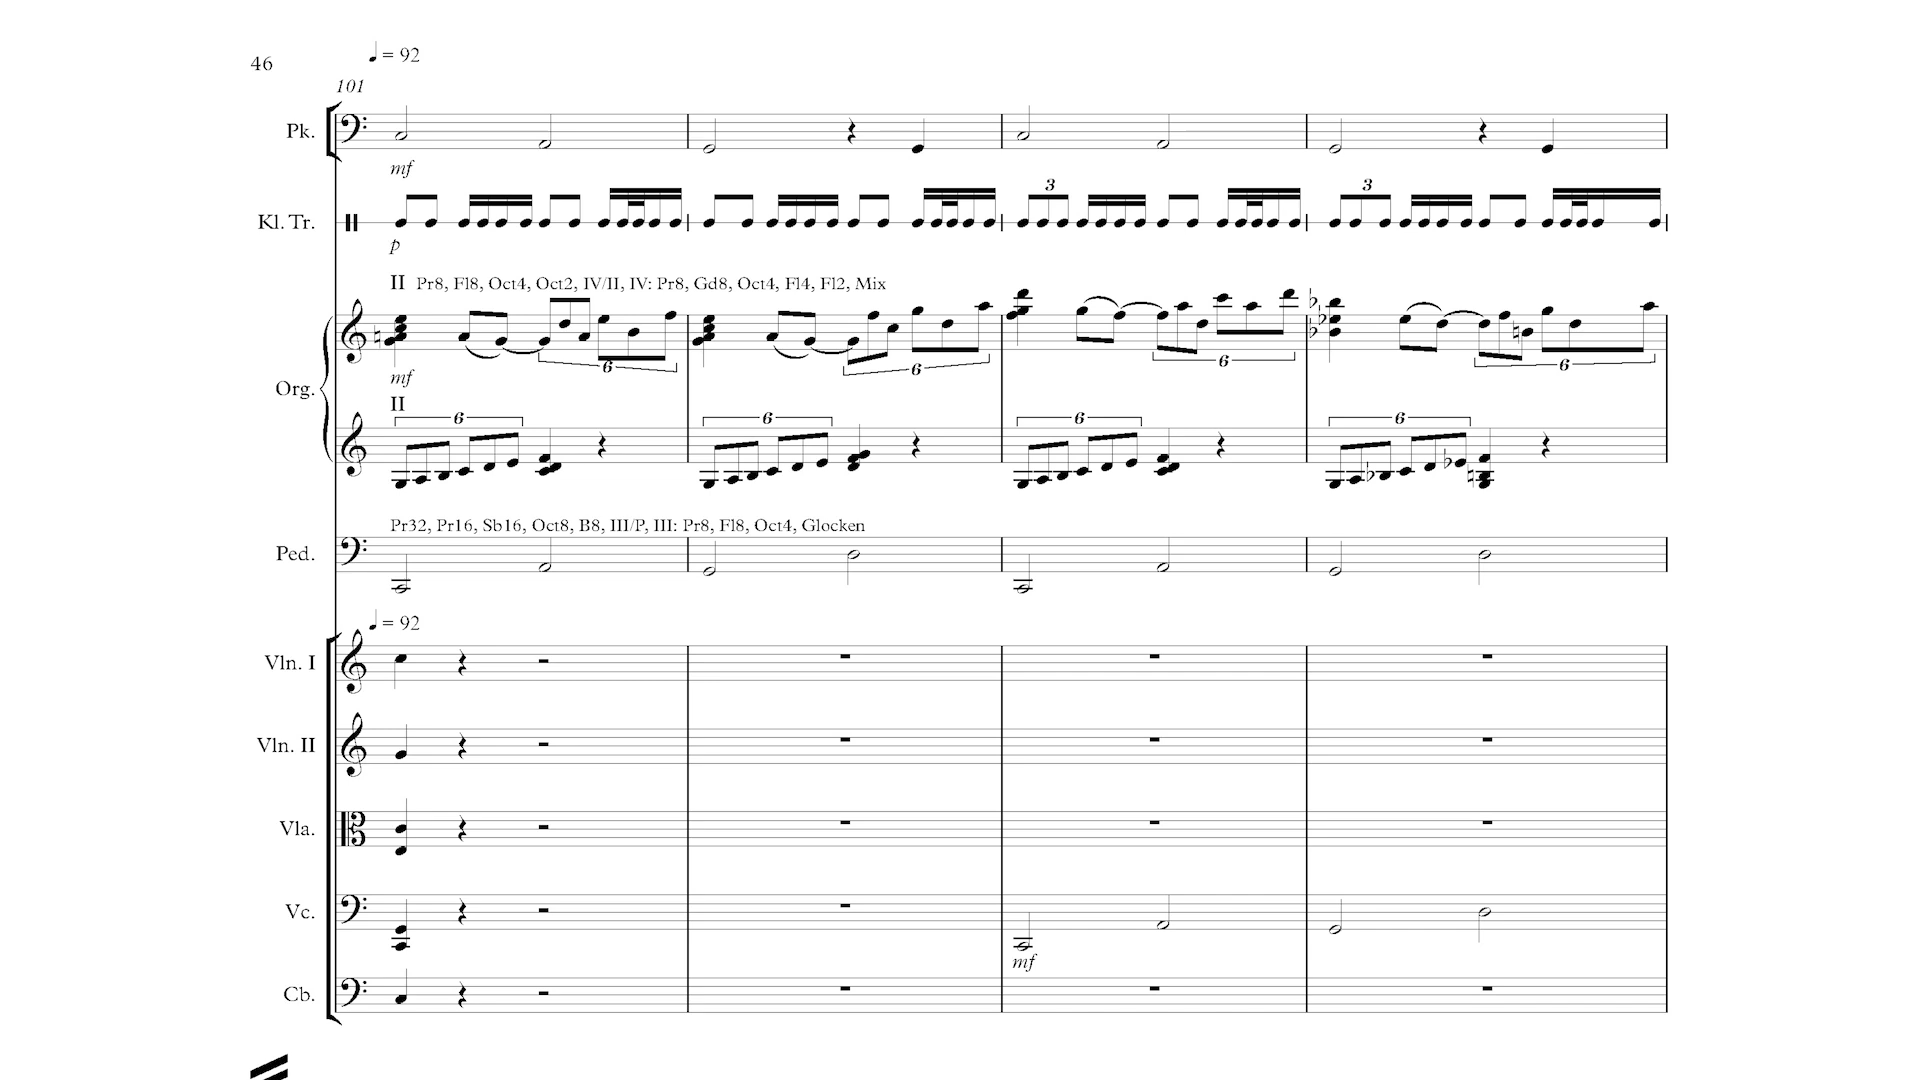 ♩ = 92
46
101
Pk.
mf
Kl. Tr.
3
3
p
II Pr8, Fl8, Oct4, Oct2, IV/II, IV: Pr8, Gd8, Oct4, Fl4, Fl2, Mix
6
6
6
6
mf
Org.
II
6
6
6
6
Pr32, Pr16, Sb16, Oct8, B8, III/P, III: Pr8, Fl8, Oct4, Glocken
Ped.
♩ = 92
Vln. I
Vln. II
Vla.
Vc.
mf
Cb.